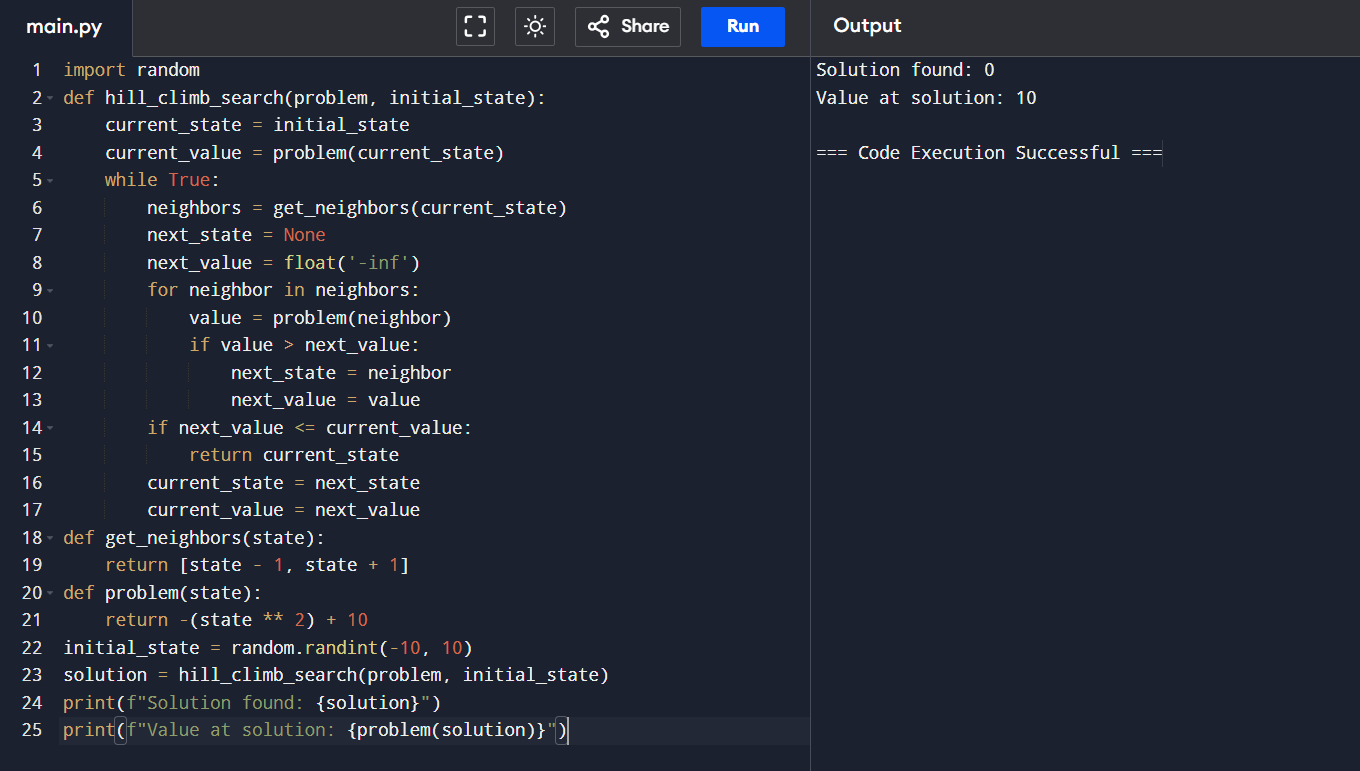 main.py
Share
Run
Output
1 import random
2 def hill_climb_search(problem, initial_state):
3     current_state = initial_state
4     current_value = problem(current_state)
5     while True:
6         neighbors = get_neighbors(current_state)
7         next_state = None
8         next_value = float('-inf')
9         for neighbor in neighbors:
10             value = problem(neighbor)
11             if value > next_value:
12                 next_state = neighbor
13                 next_value = value
14         if next_value <= current_value:
15             return current_state
16         current_state = next_state
17         current_value = next_value
18 def get_neighbors(state):
19     return [state - 1, state + 1]
20 def problem(state):
21     return -(state ** 2) + 10
22 initial_state = random.randint(-10, 10)
23 solution = hill_climb_search(problem, initial_state)
24 print(f"Solution found: {solution}")
25 print(f"Value at solution: {problem(solution)}")
Solution found: 0
Value at solution: 10
=== Code Execution Successful ===